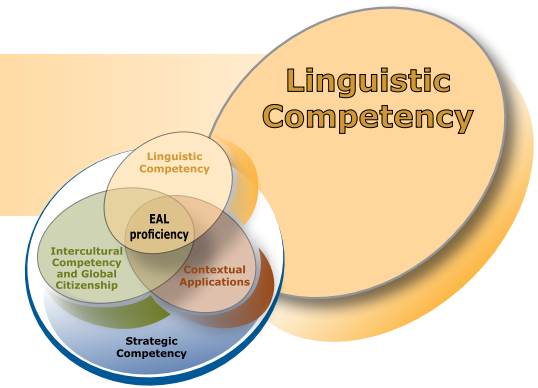 Linguistic
Competency
Linguistic
Competency
EAL
proficiency
Intercultural
Competency
and Global
Citizenship
Contextual
Applications
Strategic
Competency